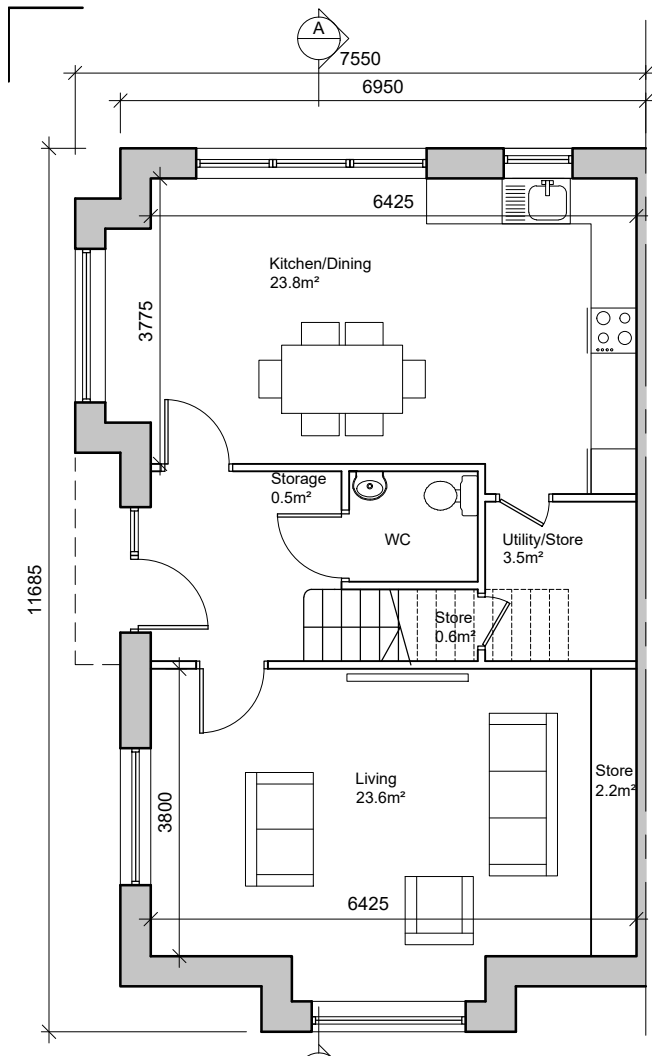 A
7550
6950
6425
Kitchen/Dining
23.8m²
3775
Storage
0.5m²
WC
Utility/Store
3.5m²
11685
Store
0.6m²
Living
23.6m²
Store
2.2m²
3800
6425